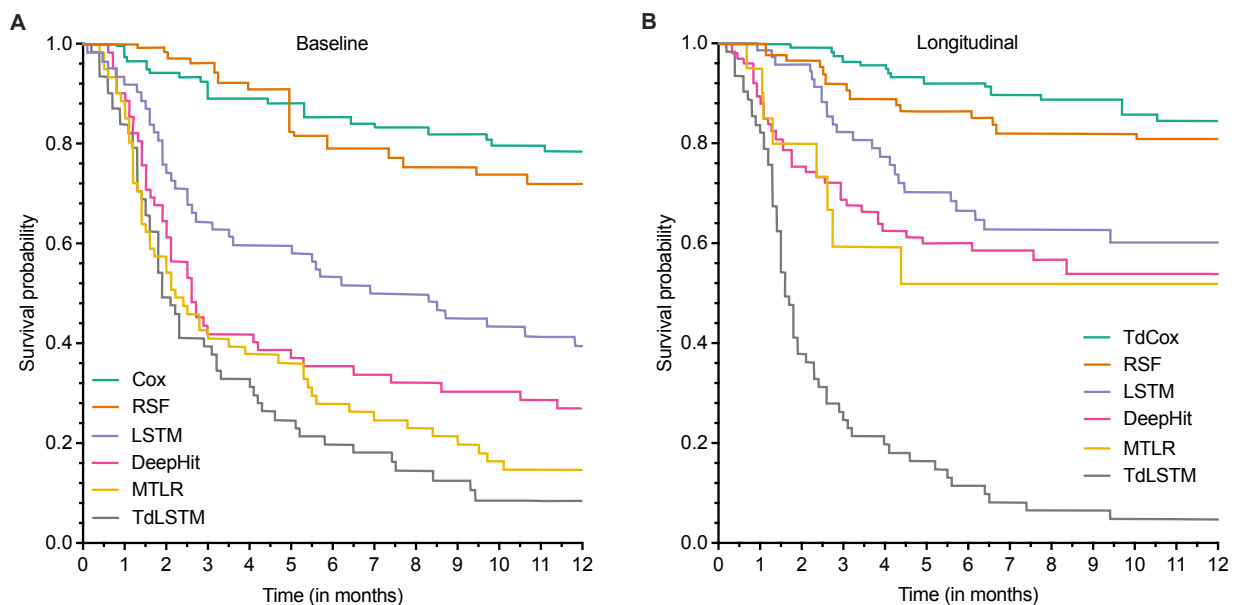 A
Baseline
Survival probability
1.0
0.8
0.6
0.4
0.2
0.0
Cox
RSF
LSTM
DeepHit
MTLR
TdLSTM
0 1 2 3 4 5 6 7 8 9 10 11 12
Time (in months)
B
Longitudinal
Survival probability
1.0
0.8
0.6
0.4
0.2
0.0
TdCox
RSF
LSTM
DeepHit
MTLR
TdLSTM
0 1 2 3 4 5 6 7 8 9 10 11 12
Time (in months)